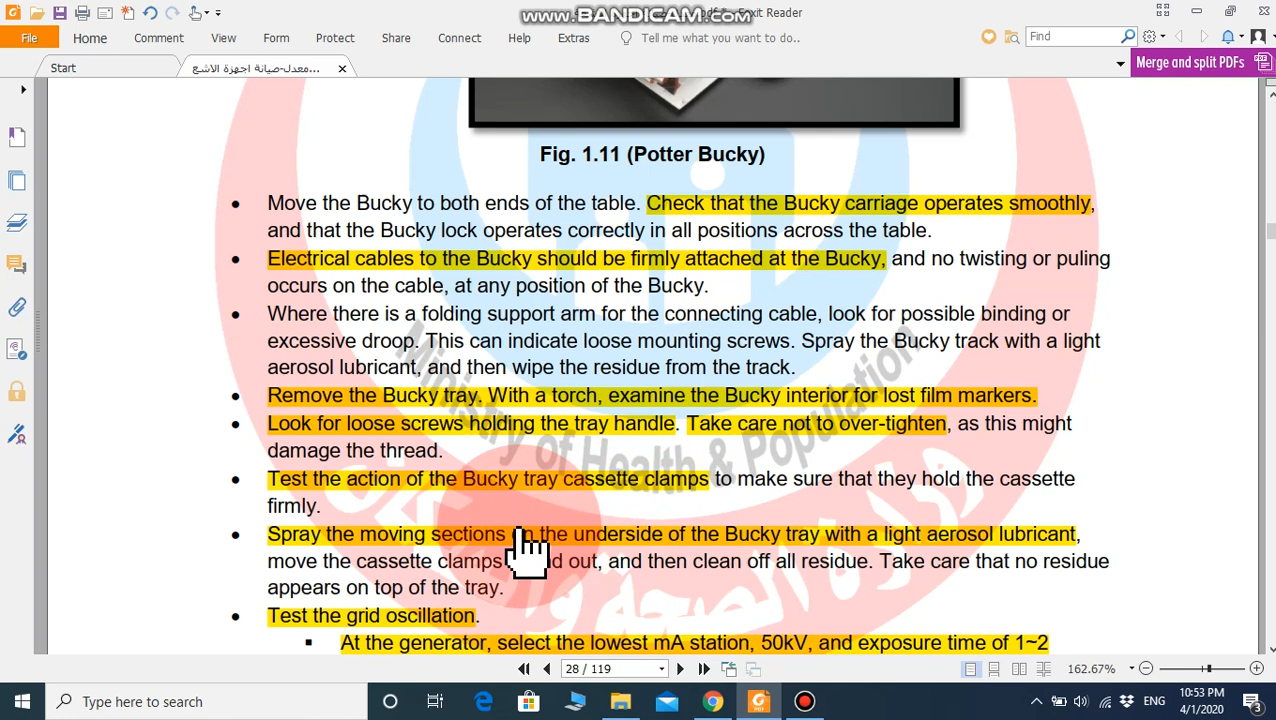 www.BANDICAM.com
.pdf
Foxit Reader
File
Home
Comment
View
Form
Protect
Share
Connect
Help
Extras
Tell me what you want to do..
Find
Start
معدل-صيانة اجهزة الاشع...
Merge and split PDFs
Fig. 1.11 (Potter Bucky)
• Move the Bucky to both ends of the table. Check that the Bucky carriage operates smoothly,
and that the Bucky lock operates correctly in all positions across the table.
• Electrical cables to the Bucky should be firmly attached at the Bucky, and no twisting or puling
occurs on the cable, at any position of the Bucky.
• Where there is a folding support arm for the connecting cable, look for possible binding or
excessive droop. This can indicate loose mounting screws. Spray the Bucky track with a light
aerosol lubricant, and then wipe the residue from the track.
• Remove the Bucky tray. With a torch, examine the Bucky interior for lost film markers.
• Look for loose screws holding the tray handle. Take care not to over-tighten, as this might
damage the thread.
• Test the action of the Bucky tray cassette clamps to make sure that they hold the cassette
firmly.
• Spray the moving sections on the underside of the Bucky tray with a light aerosol lubricant,
move the cassette clamps out, and then clean off all residue. Take care that no residue
appears on top of the tray.
• Test the grid oscillation.
▪ At the generator, select the lowest mA station, 50kV, and exposure time of 1~2
Ministry of Health & Population
وزارة الصحة والسكان
28 / 119
162.67%
Type here to search
PDF
ENG
10:53 PM
4/1/2020
3